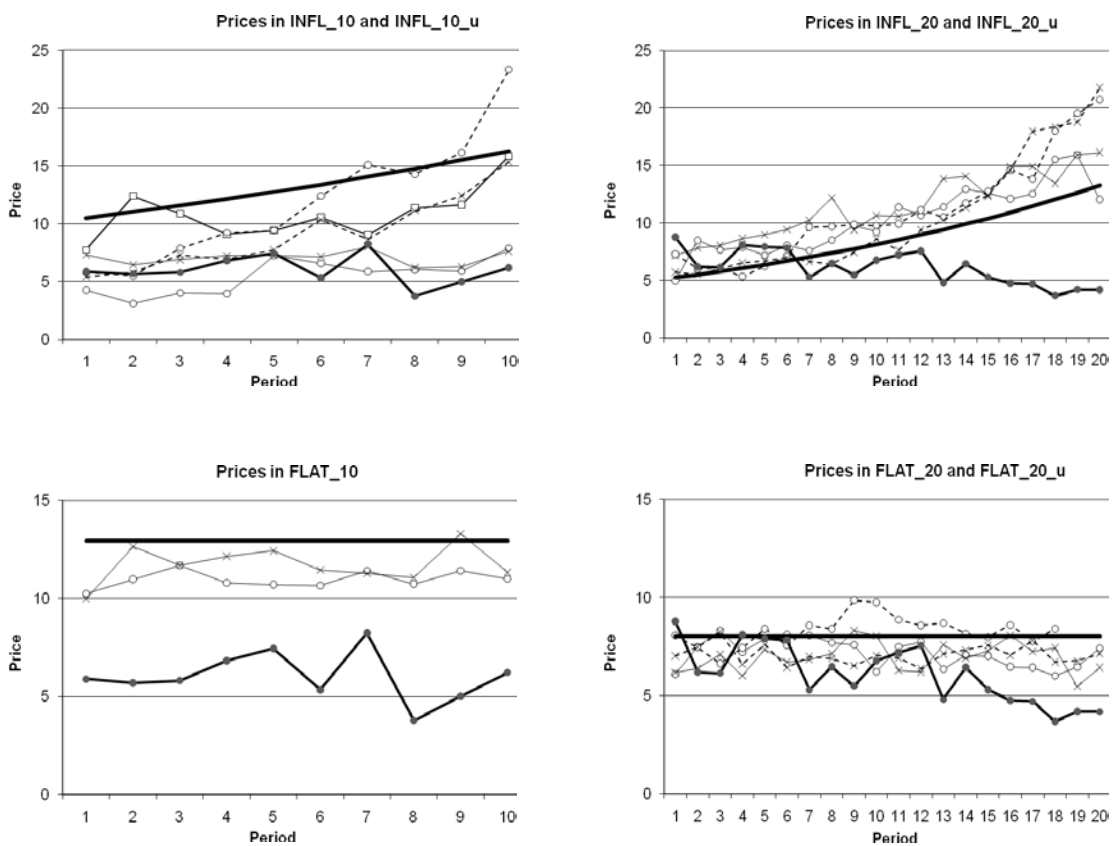 Prices in INFL_10 and INFL_10_u
25
20
15
10
5
0
Price
1 2 3 4 5 6 7 8 9 10
Period
Prices in INFL_20 and INFL_20_u
25
20
15
10
5
0
Price
1 2 3 4 5 6 7 8 9 10 11 12 13 14 15 16 17 18 19 20
Period
Prices in FLAT_10
15
10
5
0
Price
1 2 3 4 5 6 7 8 9 10
Period
Prices in FLAT_20 and FLAT_20_u
15
10
5
0
Price
1 2 3 4 5 6 7 8 9 10 11 12 13 14 15 16 17 18 19 20
Period